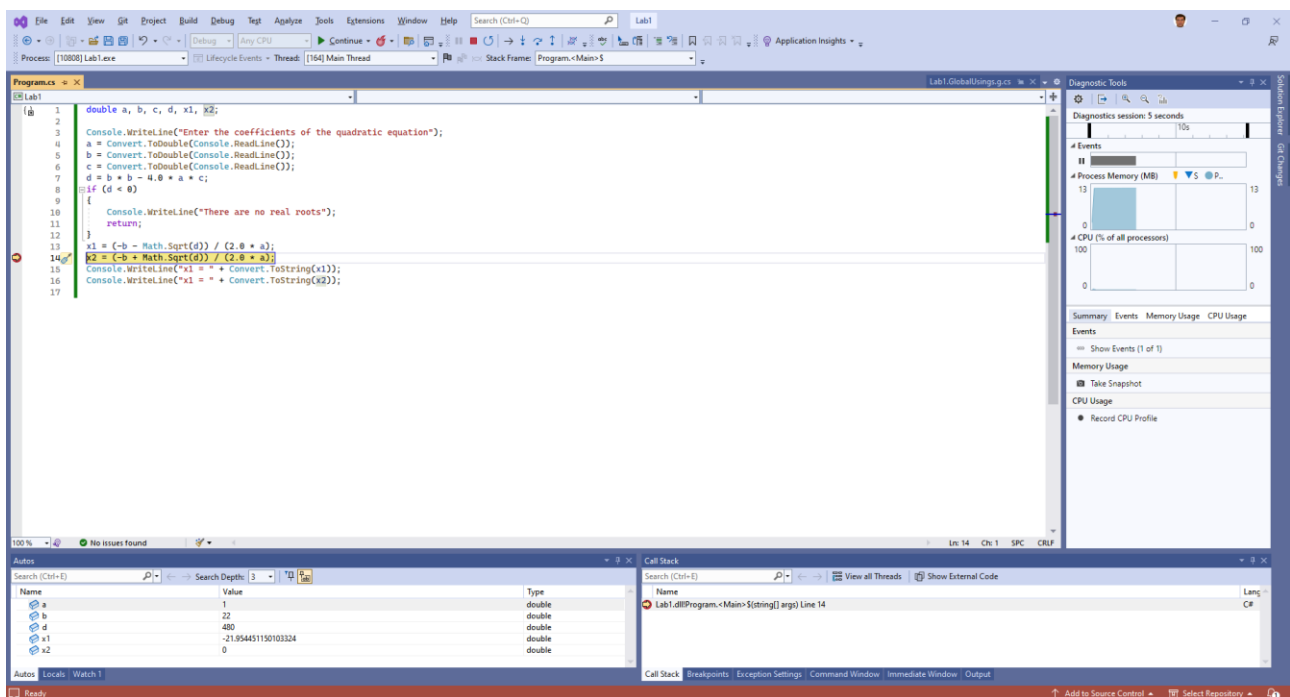 File Edit View Git Project Build Debug Test Analyze Tools Extensions Window Help Search (Ctrl+Q) Lab1
Debug Any CPU Continue Application Insights
Process: [10808] Lab1.exe Lifecycle Events Thread: [164] Main Thread Stack Frame: Program.<Main>$
Program.cs Lab1.GlobalUsings.g.cs
Lab1
1 double a, b, c, d, x1, x2;
2
3 Console.WriteLine("Enter the coefficients of the quadratic equation");
4 a = Convert.ToDouble(Console.ReadLine());
5 b = Convert.ToDouble(Console.ReadLine());
6 c = Convert.ToDouble(Console.ReadLine());
7 d = b * b - 4.0 * a * c;
8 if (d < 0)
9 {
10 Console.WriteLine("There are no real roots");
11 return;
12 }
13 x1 = (-b - Math.Sqrt(d)) / (2.0 * a);
14 x2 = (-b + Math.Sqrt(d)) / (2.0 * a);
15 Console.WriteLine("x1 = " + Convert.ToString(x1));
16 Console.WriteLine("x1 = " + Convert.ToString(x2));
17
100 % No issues found Ln: 14 Ch: 1 SPC CRLF
Diagnostic Tools
Diagnostics session: 5 seconds
10s
Events
Process Memory (MB) S P...
13 13
0 0
CPU (% of all processors)
100 100
0 0
Summary Events Memory Usage CPU Usage
Events
Show Events (1 of 1)
Memory Usage
Take Snapshot
CPU Usage
Record CPU Profile
Solution Explorer Git Changes
Autos
Search (Ctrl+E) Search Depth: 3
Name Value Type
a 1 double
b 22 double
d 480 double
x1 -21.954451150103324 double
x2 0 double
Autos Locals Watch 1
Call Stack
Search (Ctrl+E) View all Threads Show External Code
Name Lang
Lab1.dll!Program.<Main>$(string[] args) Line 14 C#
Call Stack Breakpoints Exception Settings Command Window Immediate Window Output
Ready Add to Source Control Select Repository